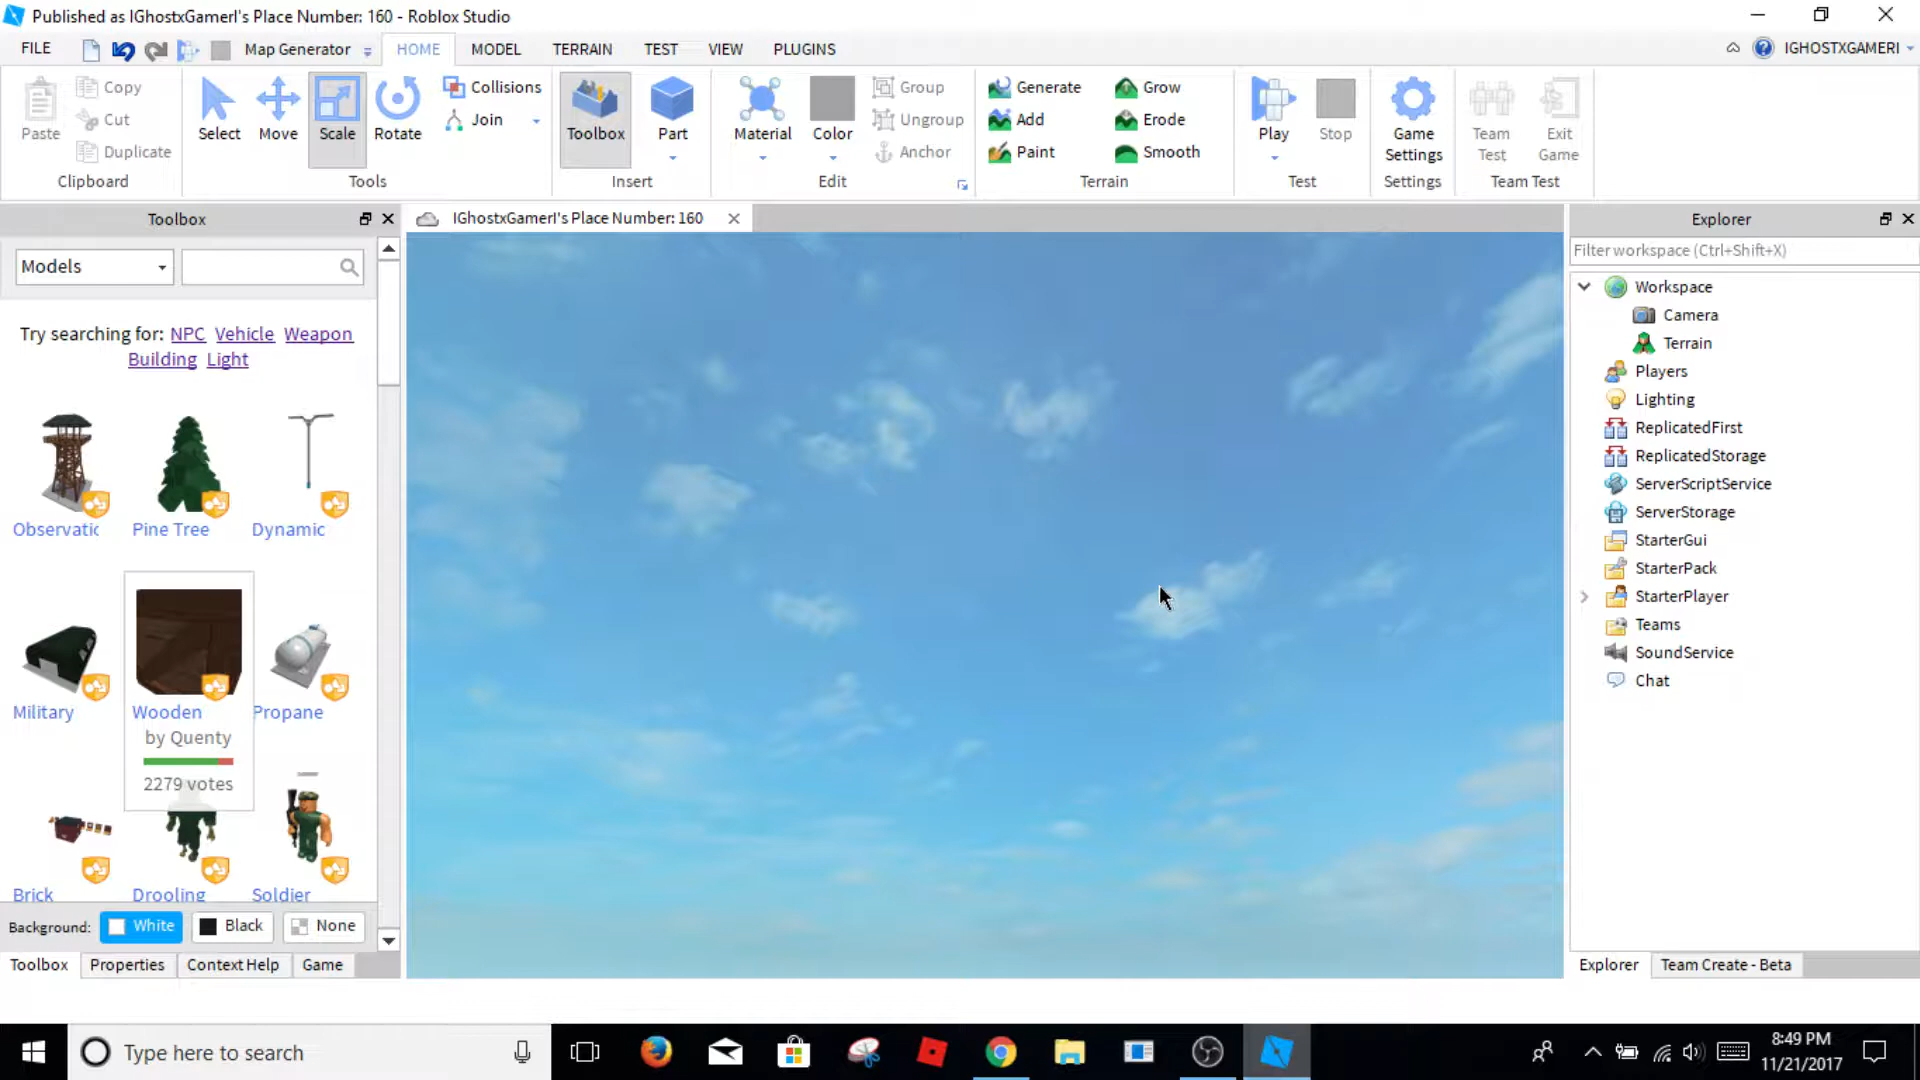 Published as IGhostxGamerI's Place Number: 160 - Roblox Studio
FILE Map Generator HOME MODEL TERRAIN TEST VIEW PLUGINS IGHOSTXGAMERI
Paste Copy Cut Duplicate
Clipboard
Select Move Scale Rotate Collisions Join
Tools
Toolbox Part
Insert
Material Color Group Ungroup Anchor
Edit
Generate Grow
Add Erode
Paint Smooth
Terrain
Play Stop
Test
Game Settings
Settings
Team Test Exit Game
Team Test
Toolbox
Models
Try searching for: NPC Vehicle Weapon
Building Light
Observatic Pine Tree Dynamic
Military Wooden Propane
by Quenty
2279 votes
Brick Drooling Soldier
Background: White Black None
Toolbox Properties Context Help Game
IGhostxGamerI's Place Number: 160
Explorer
Filter workspace (Ctrl+Shift+X)
Workspace
Camera
Terrain
Players
Lighting
ReplicatedFirst
ReplicatedStorage
ServerScriptService
ServerStorage
StarterGui
StarterPack
StarterPlayer
Teams
SoundService
Chat
Explorer Team Create - Beta
Type here to search
8:49 PM
11/21/2017